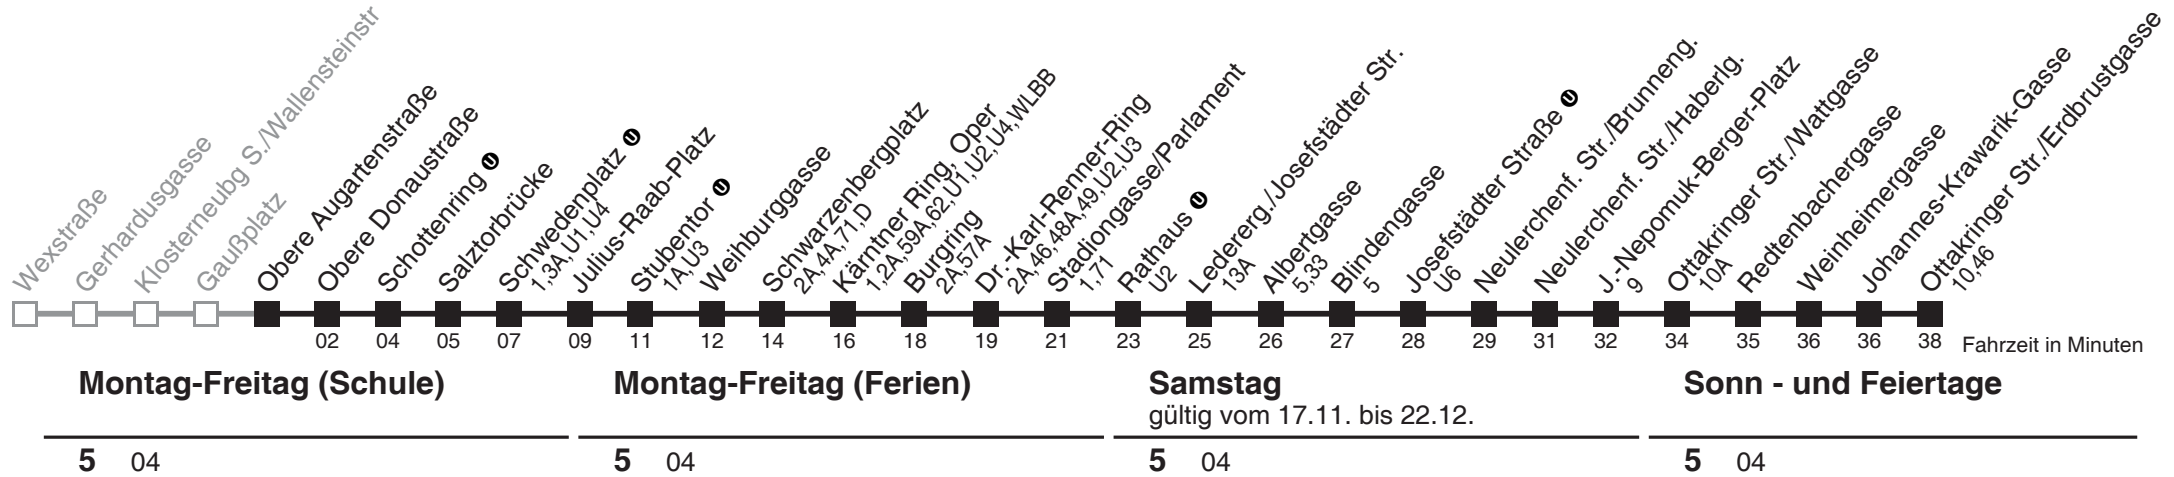 Wexstraße
Gerhardusgasse
Klosterneubg S./Wallensteinstr
Gaußplatz
Obere Augartenstraße
Obere Donaustraße
Schottenring U
Salztorbrücke
Schwedenplatz U
1,3A,U1,U4
Julius-Raab-Platz
Stubentor U
1A,U3
Weihburggasse
Schwarzenbergplatz
2A,4A,71,D
Kärntner Ring, Oper
1,2A,59A,62,U1,U2,U4,WLBB
Burgring
2A,57A
Dr.-Karl-Renner-Ring
2A,46,48A,49,U2,U3
Stadiongasse/Parlament
1,71
Rathaus U
U2
Ledererg./Josefstädter Str.
13A
Albertgasse
5,33
Blindengasse
5
Josefstädter Straße U
U6
Neulerchenf. Str./Brunneng.
Neulerchenf. Str./Haberlg.
J.-Nepomuk-Berger-Platz
9
Ottakringer Str./Wattgasse
10A
Redtenbachergasse
Weinheimergasse
Johannes-Krawarik-Gasse
Ottakringer Str./Erdbrustgasse
10,46
02 04 05 07 09 11 12 14 16 18 19 21 23 25 26 27 28 29 31 32 34 35 36 36 38 Fahrzeit in Minuten
Montag-Freitag (Schule)
5 04
Montag-Freitag (Ferien)
5 04
Samstag
gültig vom 17.11. bis 22.12.
5 04
Sonn - und Feiertage
5 04